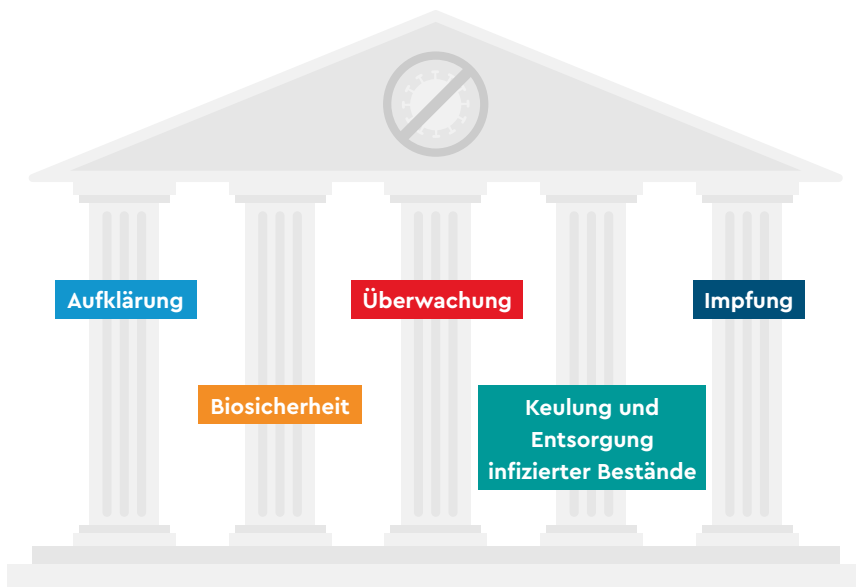 Aufklärung
Überwachung
Impfung
Biosicherheit
Keulung und
Entsorgung
infizierter Bestände